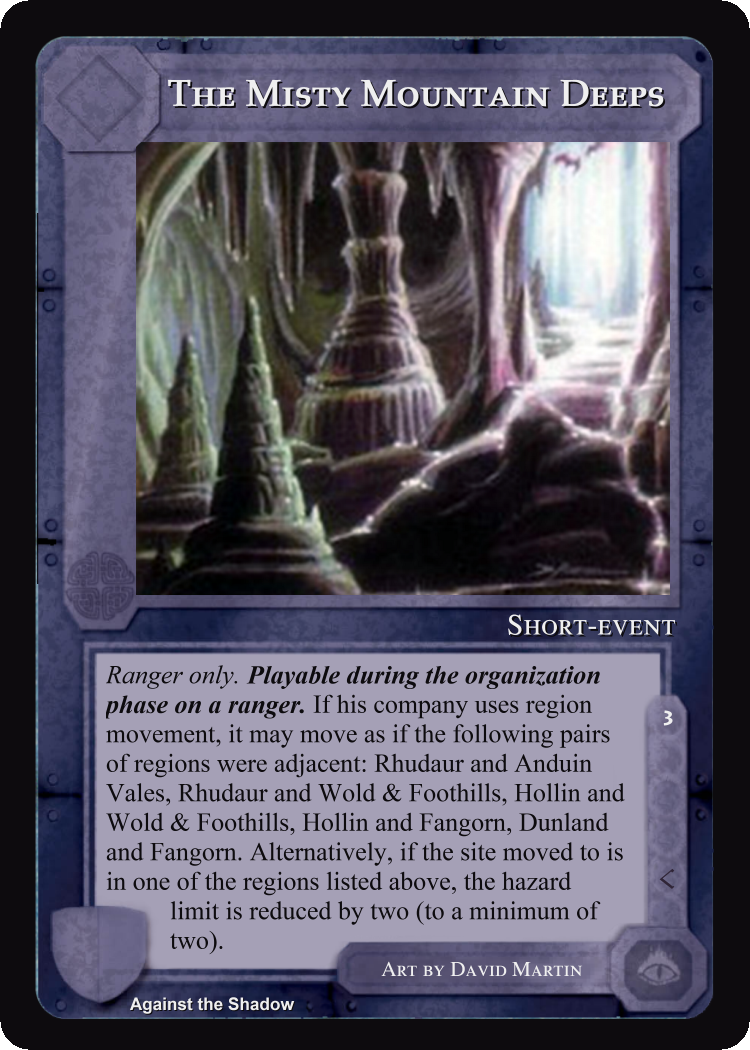 The Misty Mountain Deeps
Short-event
Ranger only. Playable during the organization
phase on a ranger. If his company uses region
movement, it may move as if the following pairs
of regions were adjacent: Rhudaur and Anduin
Vales, Rhudaur and Wold & Foothills, Hollin and
Wold & Foothills, Hollin and Fangorn, Dunland
and Fangorn. Alternatively, if the site moved to is
in one of the regions listed above, the hazard
limit is reduced by two (to a minimum of
two).
3
Art by David Martin
Against the Shadow